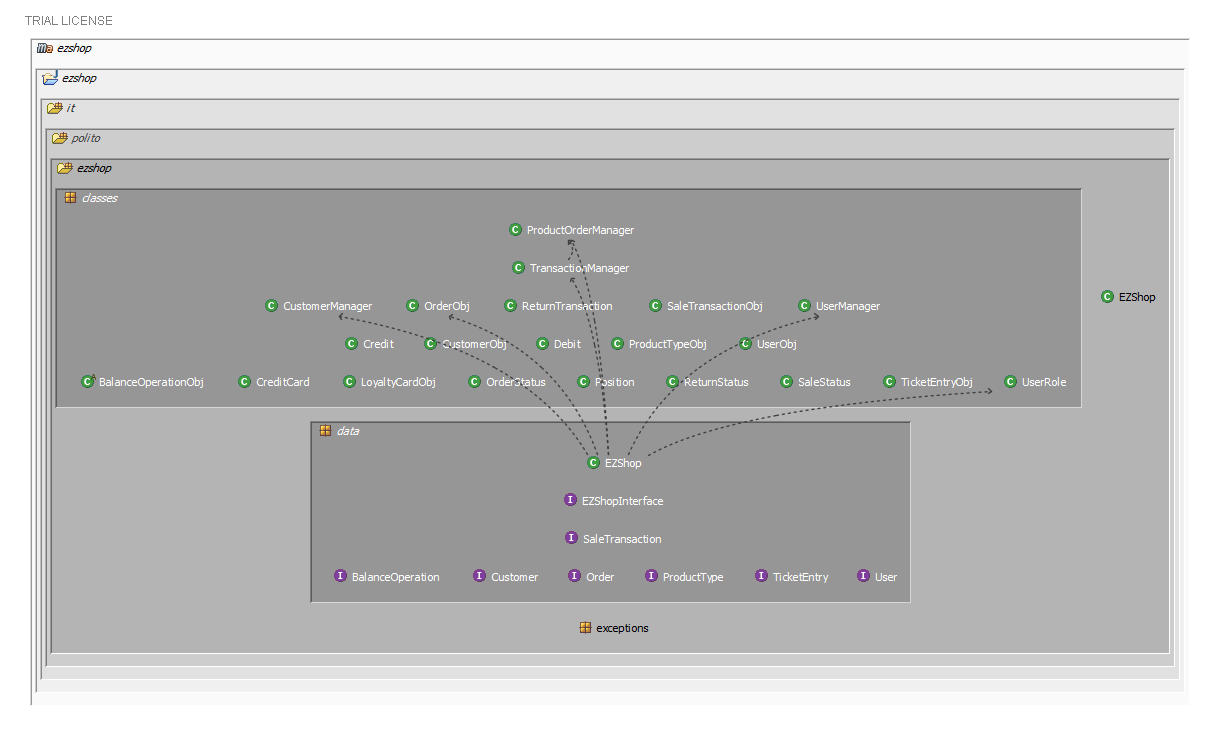 TRIAL LICENSE
ezshop
ezshop
it
polito
ezshop
classes
ProductOrderManager
TransactionManager
CustomerManager OrderObj ReturnTransaction SaleTransactionObj UserManager
EZShop
Credit CustomerObj Debit ProductTypeObj UserObj
BalanceOperationObj CreditCard LoyaltyCardObj OrderStatus Position ReturnStatus SaleStatus TicketEntryObj UserRole
data
EZShop
EZShopInterface
SaleTransaction
BalanceOperation Customer Order ProductType TicketEntry User
exceptions